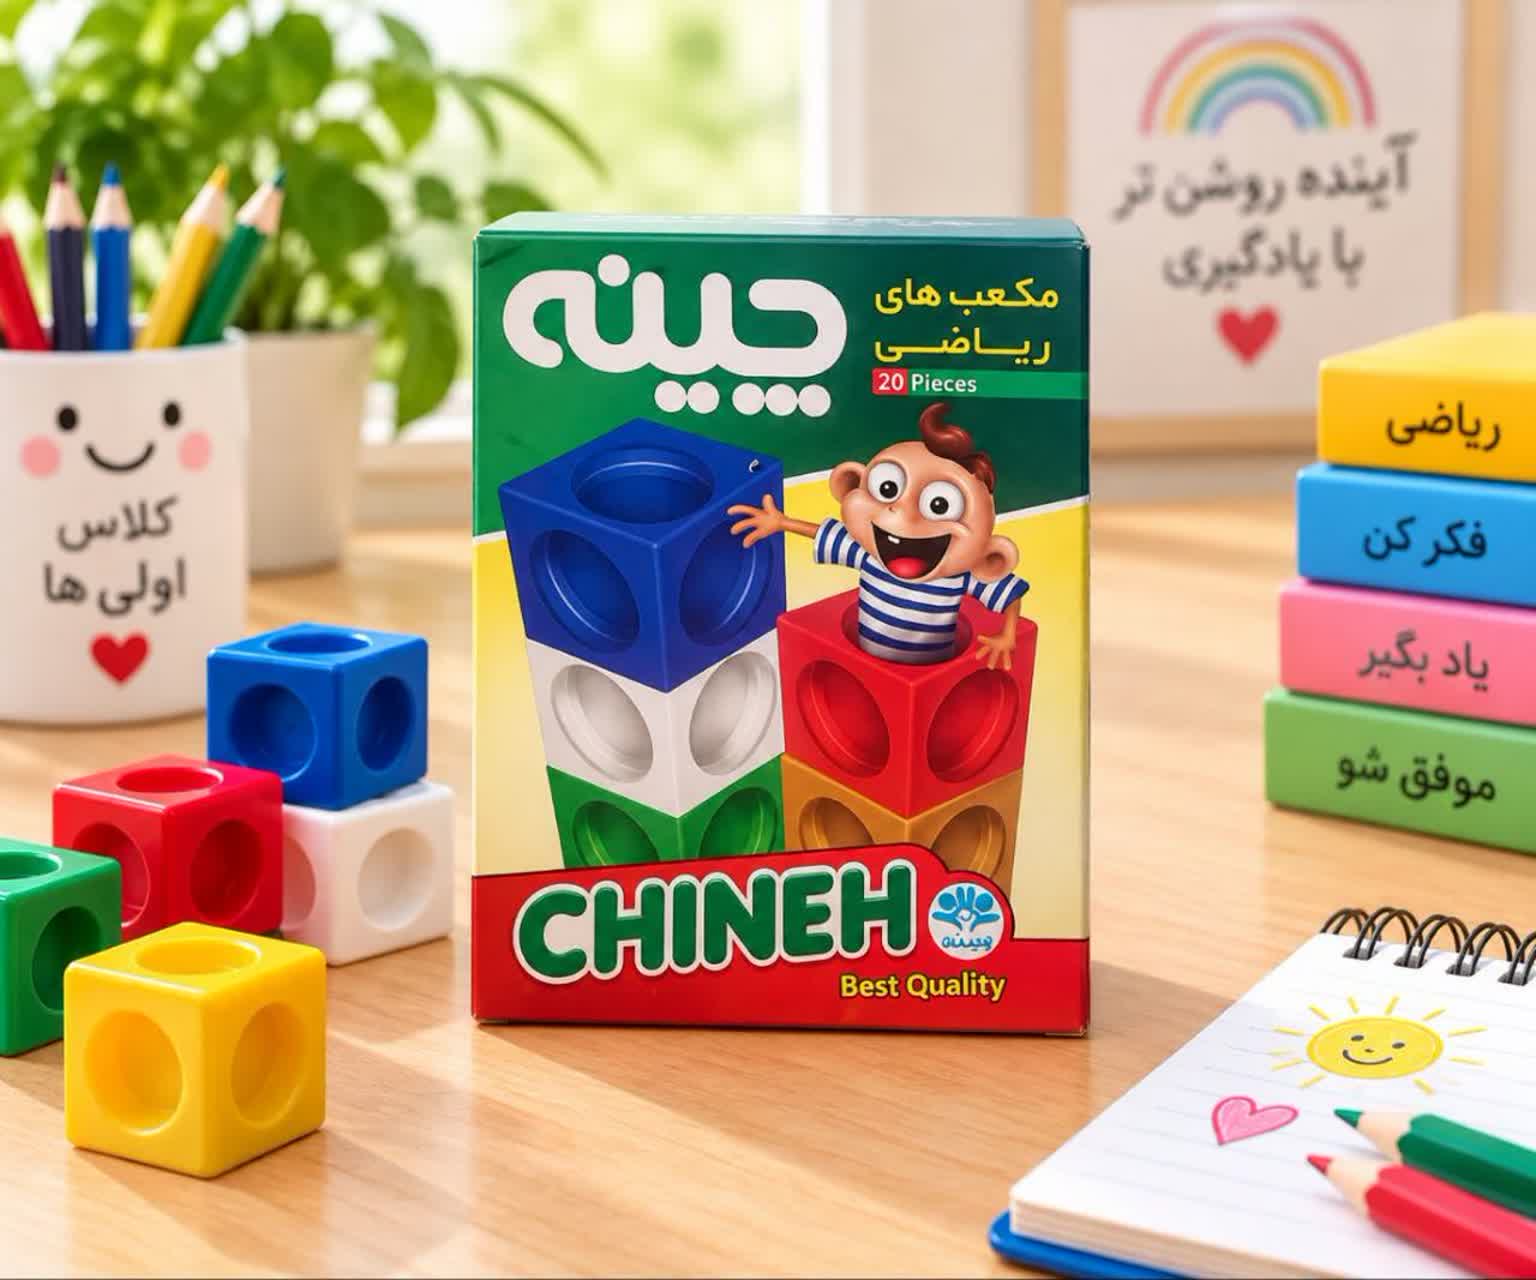 آینده روشن تر
با یادگیری
چینه
مکعب های
ریاضی
20 Pieces
کلاس
اولی ها
ریاضی
فکر کن
یاد بگیر
موفق شو
CHINEH
چینه
Best Quality